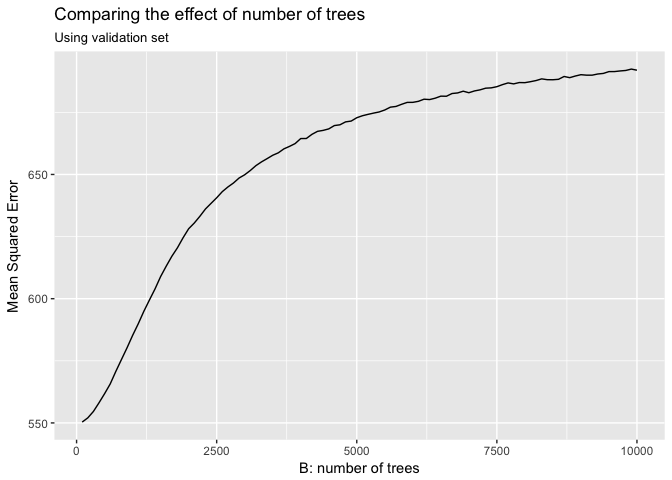 Comparing the effect of number of trees
Using validation set
Mean Squared Error
650
600
550
0 2500 5000 7500 10000
B: number of trees